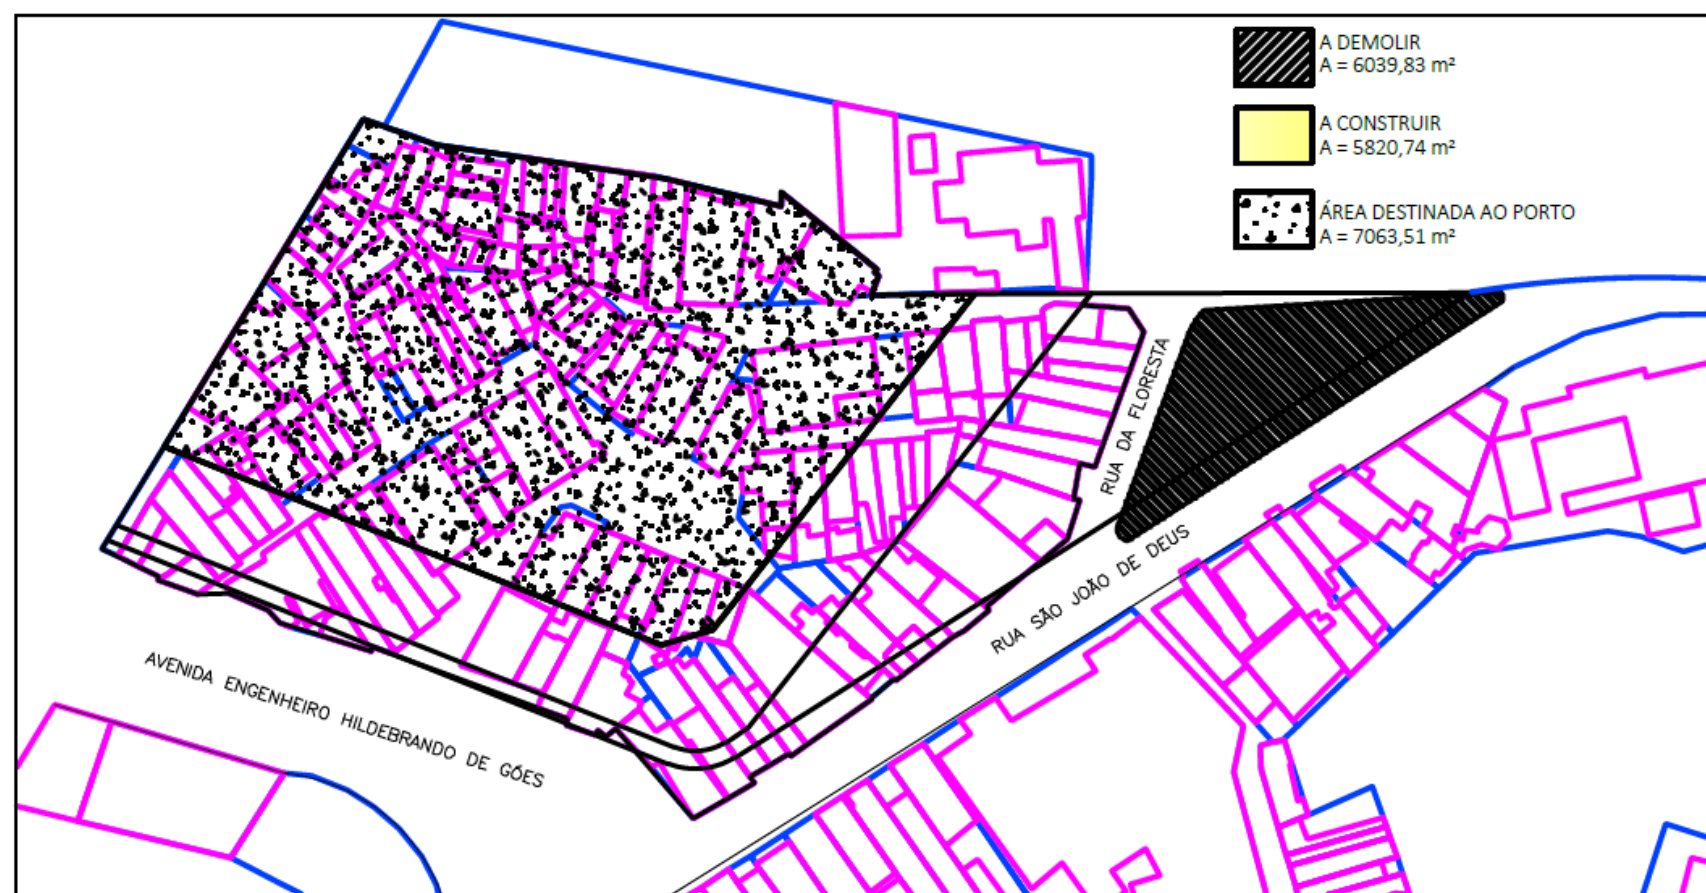 A DEMOLIR
A = 6039,83 m²
A CONSTRUIR
A = 5820,74 m²
ÁREA DESTINADA AO PORTO
A = 7063,51 m²
RUA DA FLORESTA
RUA SÃO JOÃO DE DEUS
AVENIDA ENGENHEIRO HILDEBRANDO DE GÓES